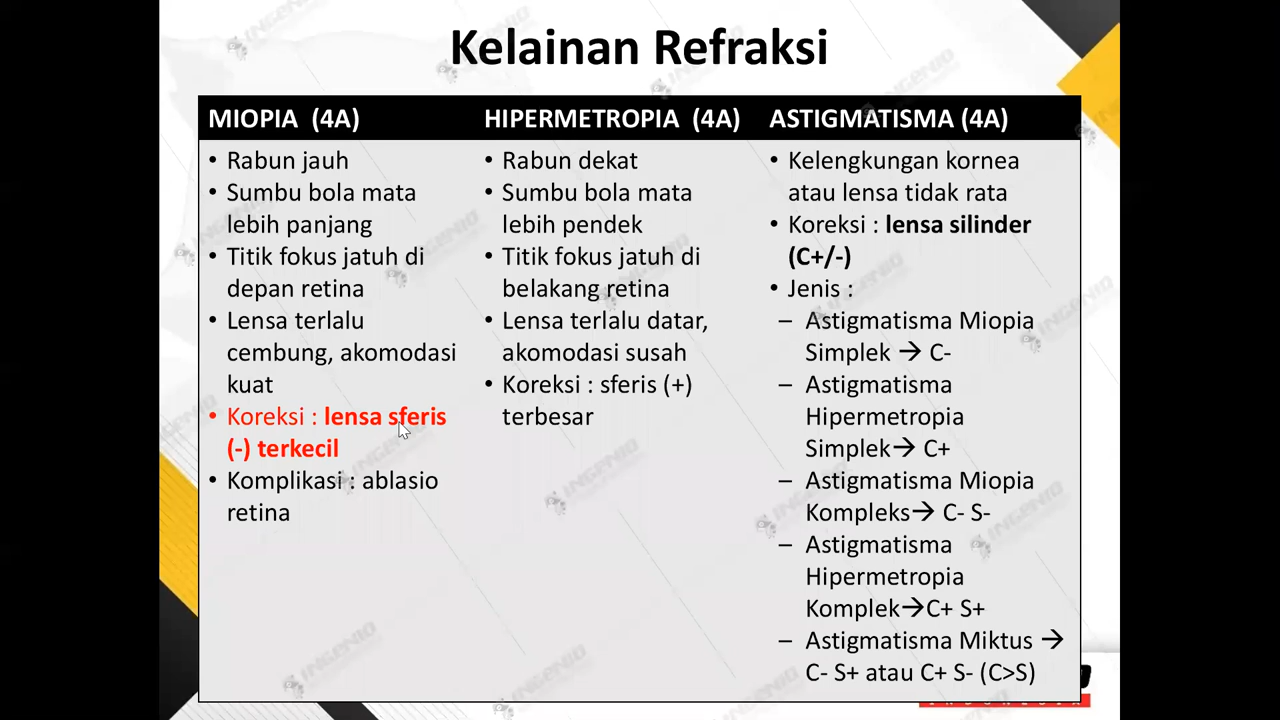 Kelainan Refraksi
MIOPIA (4A)
• Rabun jauh
• Sumbu bola mata
lebih panjang
• Titik fokus jatuh di
depan retina
• Lensa terlalu
cembung, akomodasi
kuat
• Koreksi : lensa sferis
(-) terkecil
• Komplikasi : ablasio
retina
HIPERMETROPIA (4A)
• Rabun dekat
• Sumbu bola mata
lebih pendek
• Titik fokus jatuh di
belakang retina
• Lensa terlalu datar,
akomodasi susah
• Koreksi : sferis (+)
terbesar
ASTIGMATISMA (4A)
• Kelengkungan kornea
atau lensa tidak rata
• Koreksi : lensa silinder
(C+/-)
• Jenis :
– Astigmatisma Miopia
Simplek → C-
– Astigmatisma
Hipermetropia
Simplek→ C+
– Astigmatisma Miopia
Kompleks→ C- S-
– Astigmatisma
Hipermetropia
Komplek→C+ S+
– Astigmatisma Miktus →
C- S+ atau C+ S- (C>S)
INGENIO